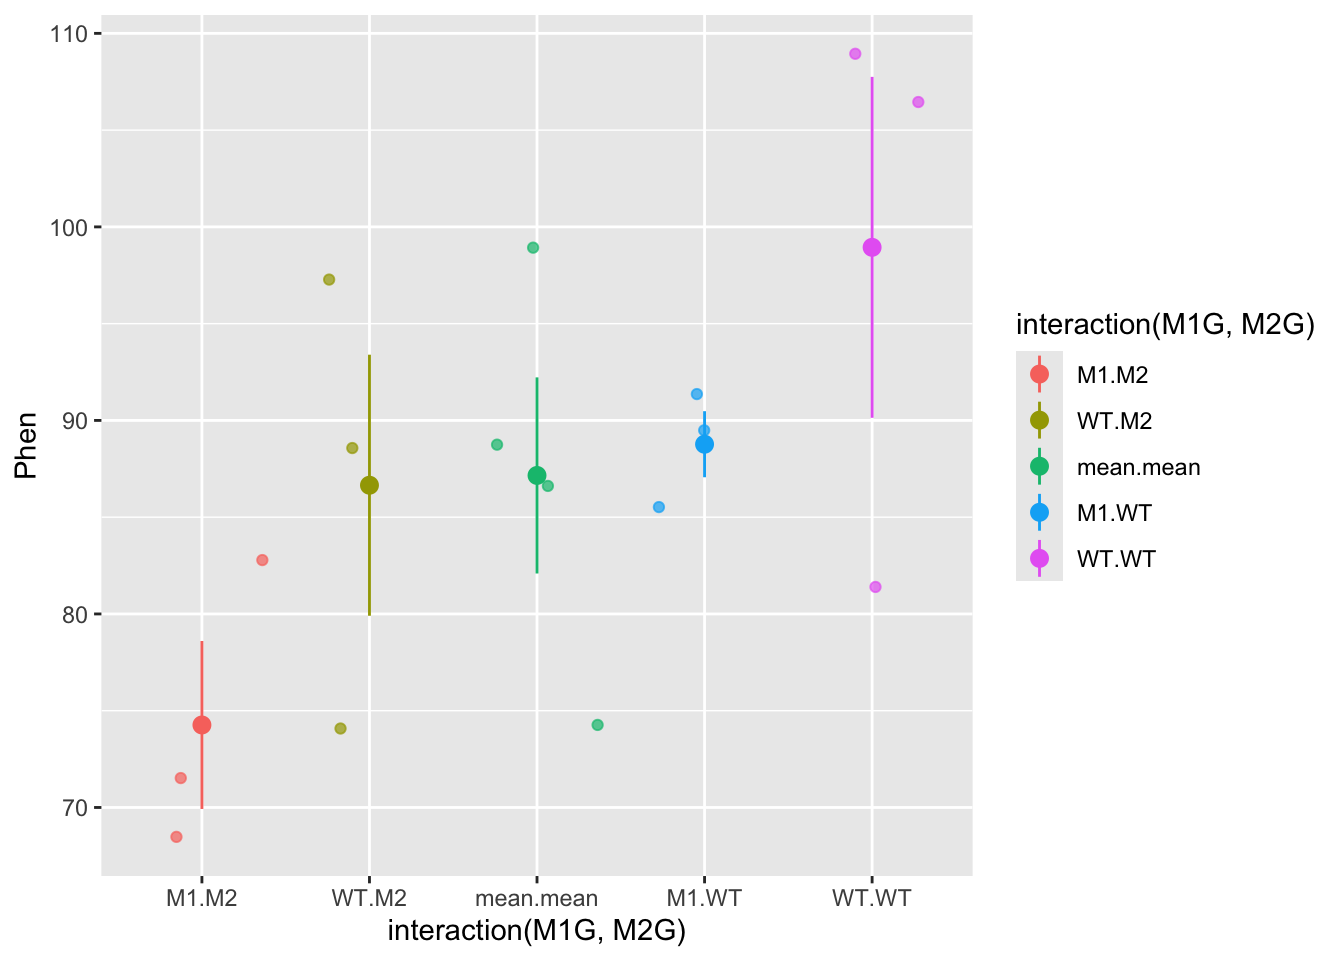 110
100
90
80
70
Phen
M1.M2 WT.M2 mean.mean M1.WT WT.WT
interaction(M1G, M2G)
interaction(M1G, M2G)
M1.M2
WT.M2
mean.mean
M1.WT
WT.WT